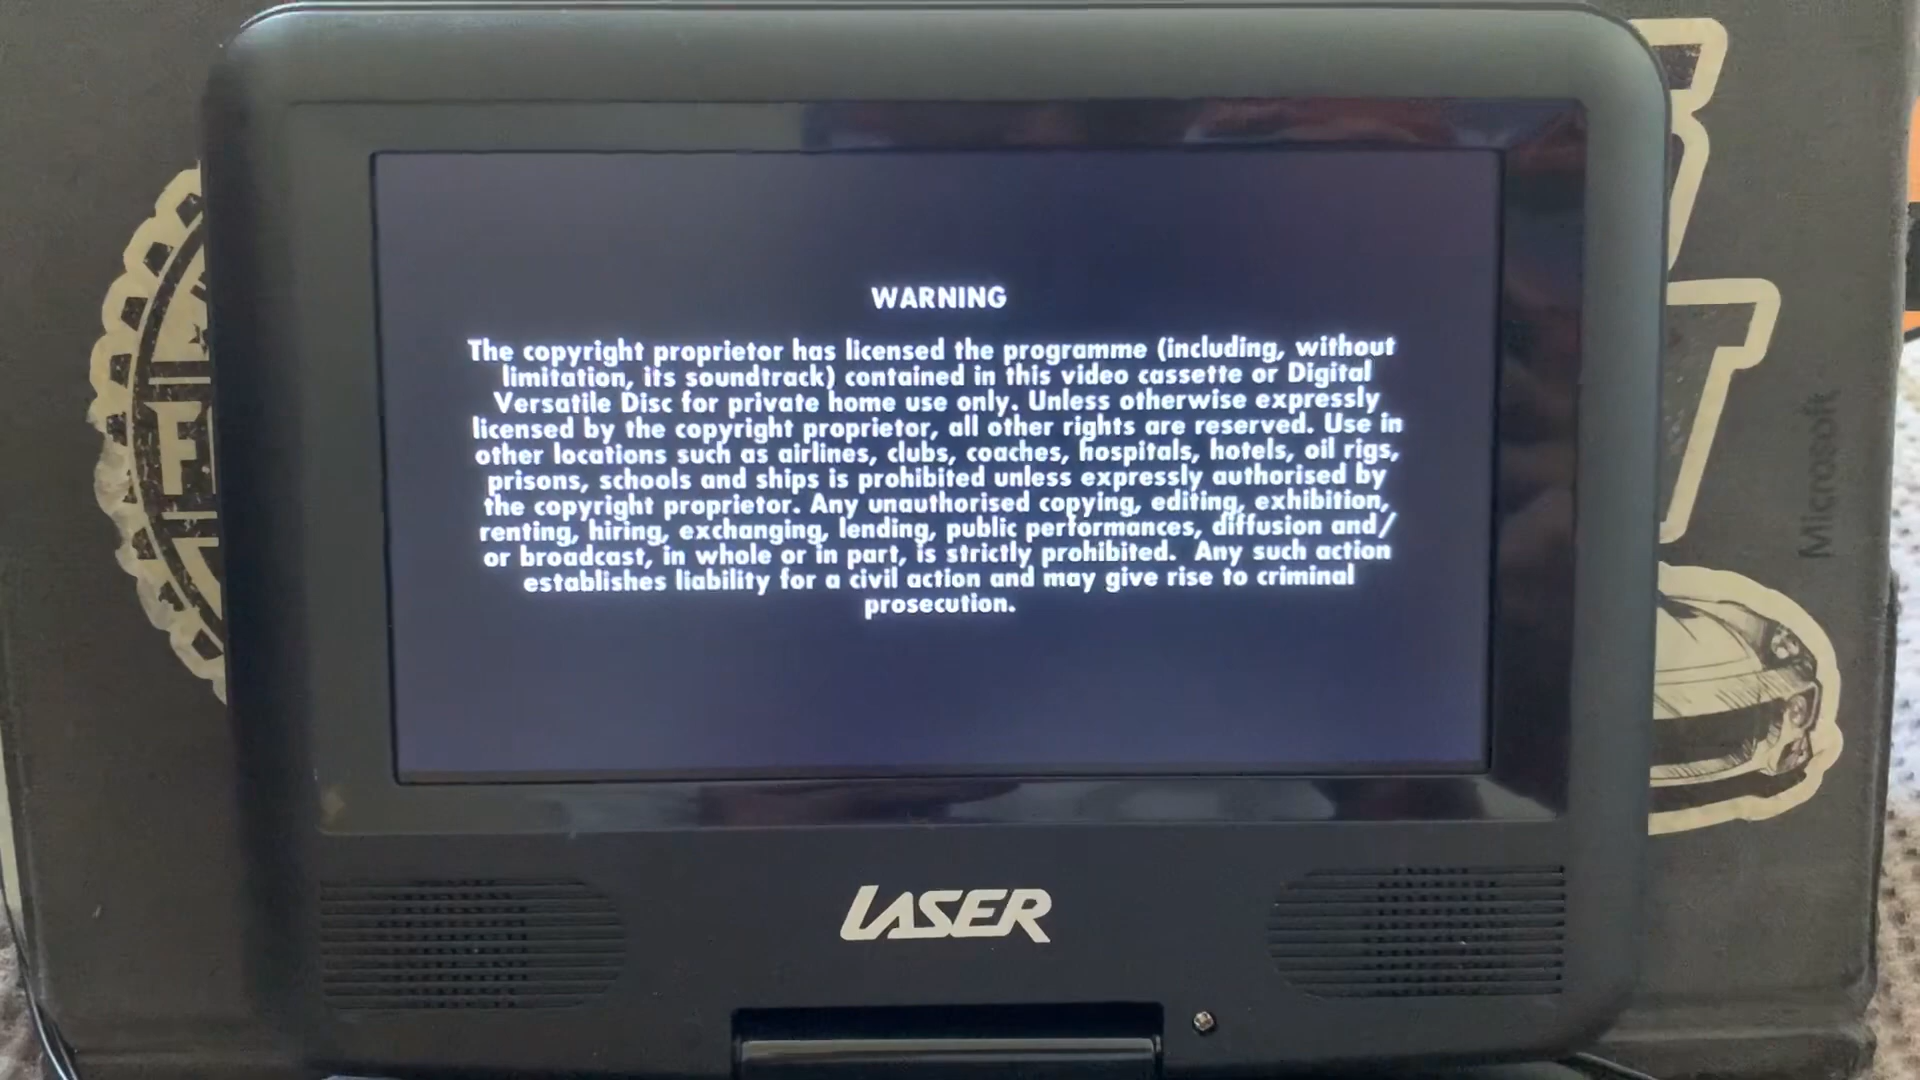 WARNING
The copyright proprietor has licensed the programme (including, without
limitation, its soundtrack) contained in this video cassette or Digital
Versatile Disc for private home use only. Unless otherwise expressly
licensed by the copyright proprietor, all other rights are reserved. Use in
other locations such as airlines, clubs, coaches, hospitals, hotels, oil rigs,
prisons, schools and ships is prohibited unless expressly authorised by
the copyright proprietor. Any unauthorised copying, editing, exhibition,
renting, hiring, exchanging, lending, public performances, diffusion and/
or broadcast, in whole or in part, is strictly prohibited. Any such action
establishes liability for a civil action and may give rise to criminal
prosecution.
LASER
Microsoft